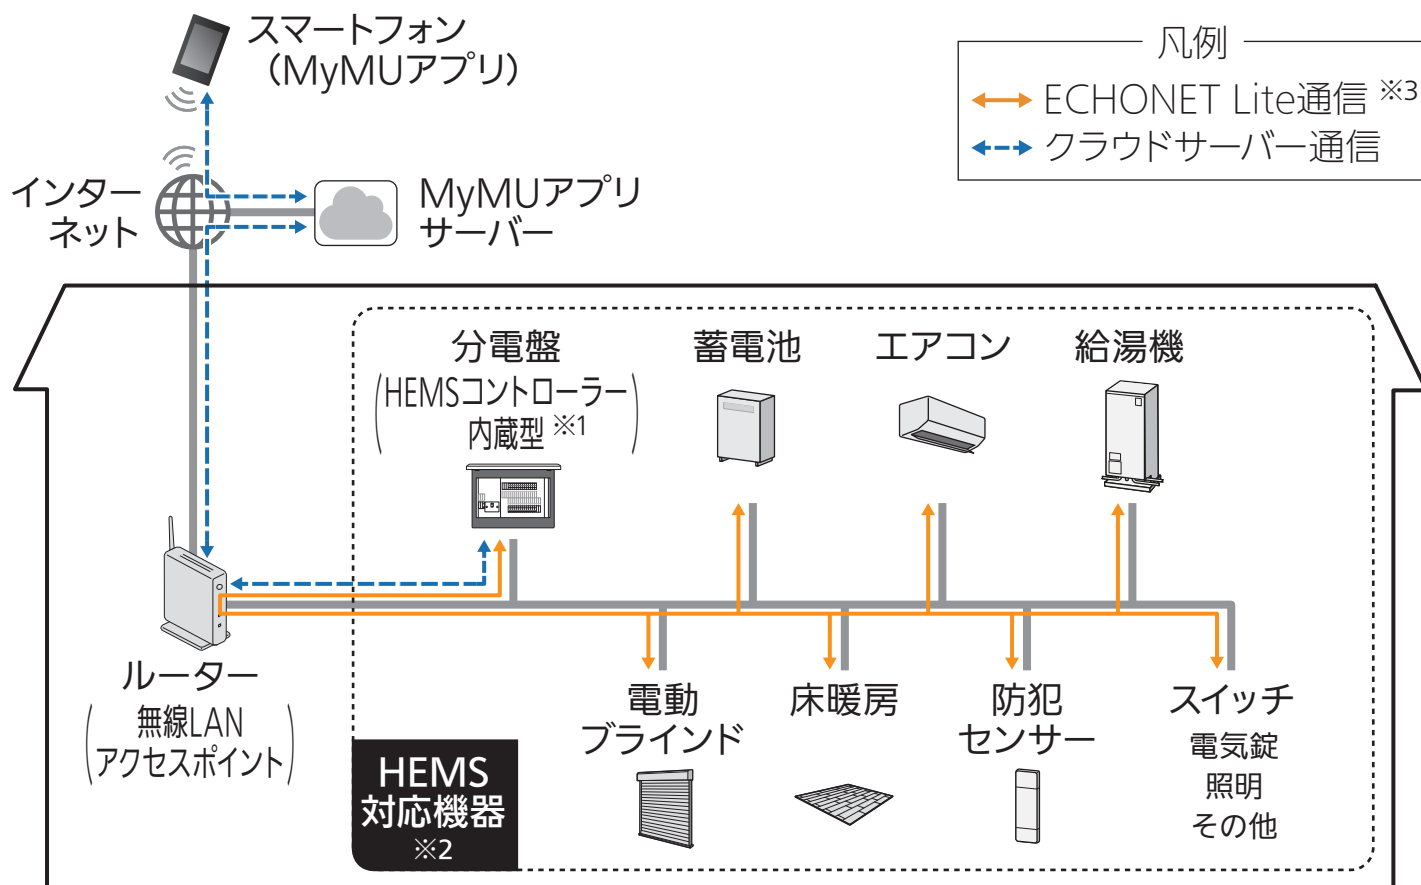 スマートフォン
(MyMUアプリ)
凡例
ECHONET Lite通信 ※3
クラウドサーバー通信
インター
ネット
MyMUアプリ
サーバー
分電盤
(HEMSコントローラー
内蔵型 ※1)
蓄電池
エアコン
給湯機
ルーター
(無線LAN
アクセスポイント)
電動
ブラインド
床暖房
防犯
センサー
スイッチ
電気錠
照明
その他
HEMS
対応機器
※2